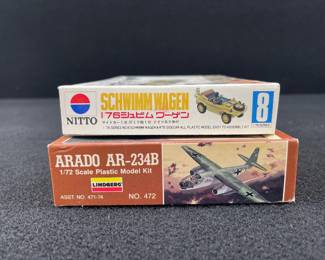 NITTO
SCHWIMM WAGEN
1/76シュビムワーゲン
8
ARADO AR-234B
1/72 Scale Plastic Model Kit
LINDBERG
ASST NO. 471-74
NO. 472